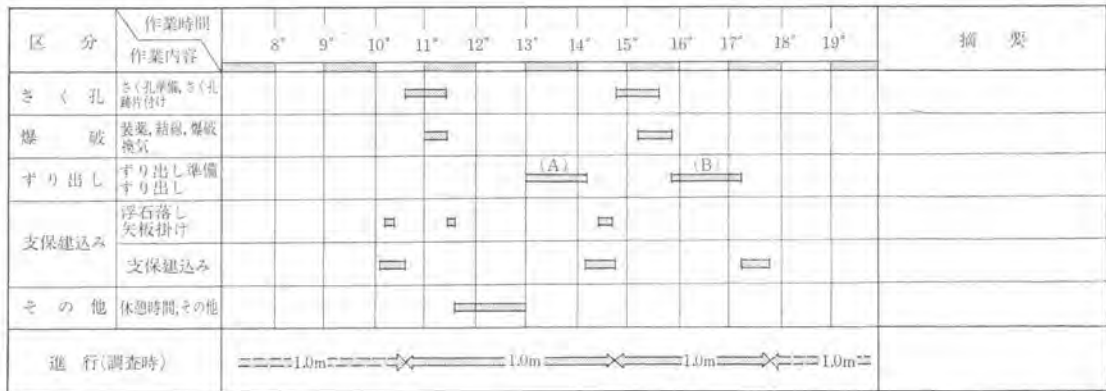 区 分
作業時間
作業内容
8° 9° 10° 11° 12° 13° 14° 15° 16° 17° 18° 19°
摘 要
さ く 孔
さく孔準備,さく孔
跡片付け
爆 破
装薬,結線,爆破
換気
ずり出し
ずり出し準備
ずり出し
(A)
(B)
支保建込み
浮石落し
矢板掛け
支保建込み
そ の 他
休憩時間,その他
進 行(調査時)
1.0m 1.0m 1.0m 1.0m